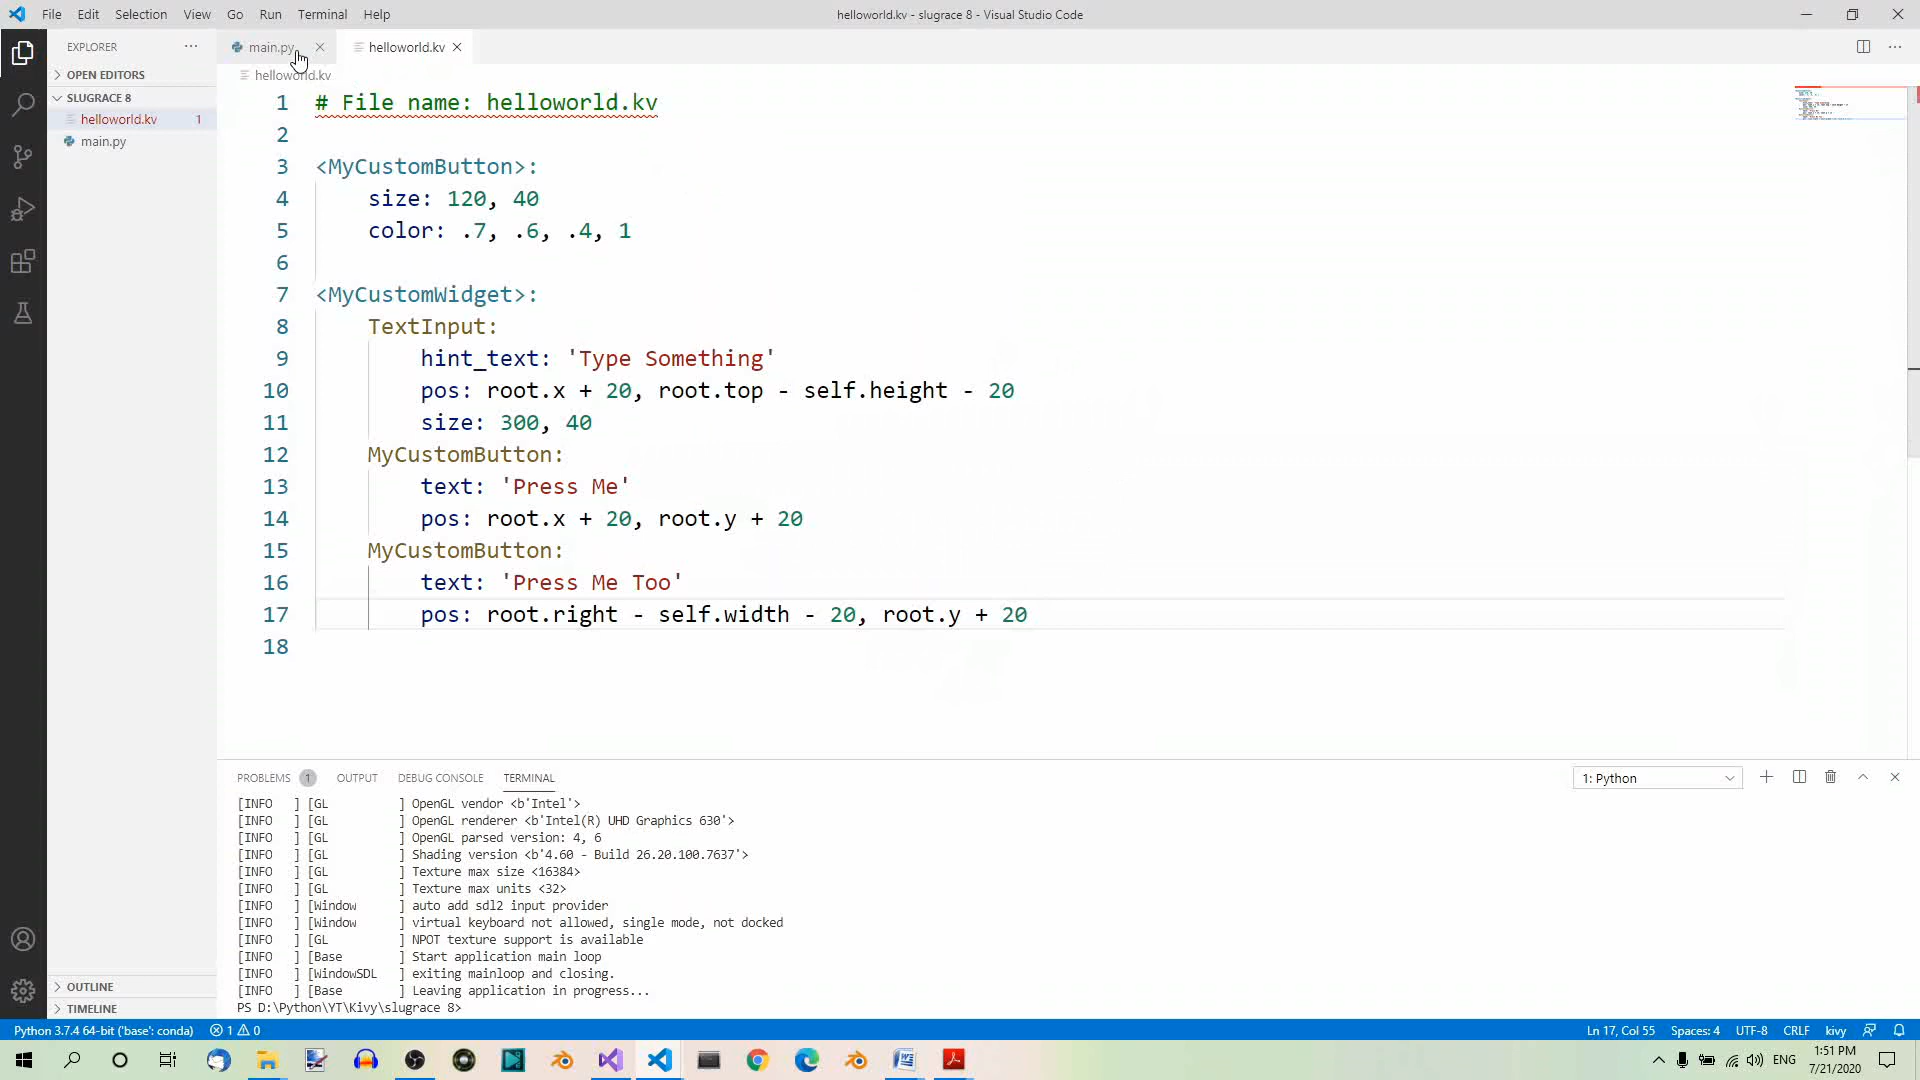 File Edit Selection View Go Run Terminal Help
helloworld.kv - slugrace 8 - Visual Studio Code
EXPLORER
OPEN EDITORS
SLUGRACE 8
helloworld.kv 1
main.py
OUTLINE
TIMELINE
main.py helloworld.kv
helloworld.kv
1 # File name: helloworld.kv
2
3 <MyCustomButton>:
4 size: 120, 40
5 color: .7, .6, .4, 1
6
7 <MyCustomWidget>:
8 TextInput:
9 hint_text: 'Type Something'
10 pos: root.x + 20, root.top - self.height - 20
11 size: 300, 40
12 MyCustomButton:
13 text: 'Press Me'
14 pos: root.x + 20, root.y + 20
15 MyCustomButton:
16 text: 'Press Me Too'
17 pos: root.right - self.width - 20, root.y + 20
18
PROBLEMS 1 OUTPUT DEBUG CONSOLE TERMINAL
1: Python
[INFO ] [GL ] OpenGL vendor <b'Intel'>
[INFO ] [GL ] OpenGL renderer <b'Intel(R) UHD Graphics 630'>
[INFO ] [GL ] OpenGL parsed version: 4, 6
[INFO ] [GL ] Shading version <b'4.60 - Build 26.20.100.7637'>
[INFO ] [GL ] Texture max size <16384>
[INFO ] [GL ] Texture max units <32>
[INFO ] [Window ] auto add sdl2 input provider
[INFO ] [Window ] virtual keyboard not allowed, single mode, not docked
[INFO ] [GL ] NPOT texture support is available
[INFO ] [Base ] Start application main loop
[INFO ] [WindowSDL ] exiting mainloop and closing.
[INFO ] [Base ] Leaving application in progress...
PS D:\Python\YT\Kivy\slugrace 8>
Python 3.7.4 64-bit ('base': conda) 1 0
Ln 17, Col 55 Spaces: 4 UTF-8 CRLF kivy
ENG
1:51 PM
7/21/2020